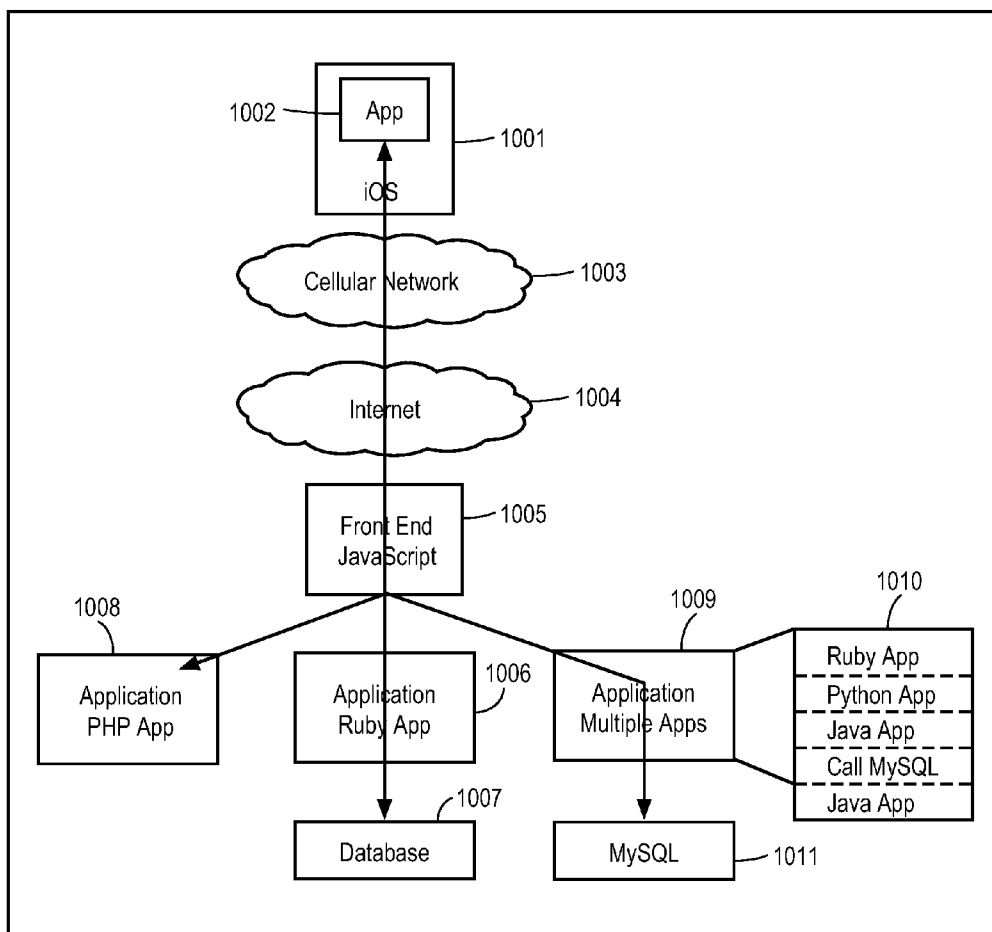 App
1002
1001
iOS
Cellular Network
1003
Internet
1004
Front End
JavaScript
1005
1008
Application
PHP App
Application
Ruby App
1006
1009
Application
Multiple Apps
1010
Ruby App
Python App
Java App
Call MySQL
Java App
1007
Database
MySQL
1011